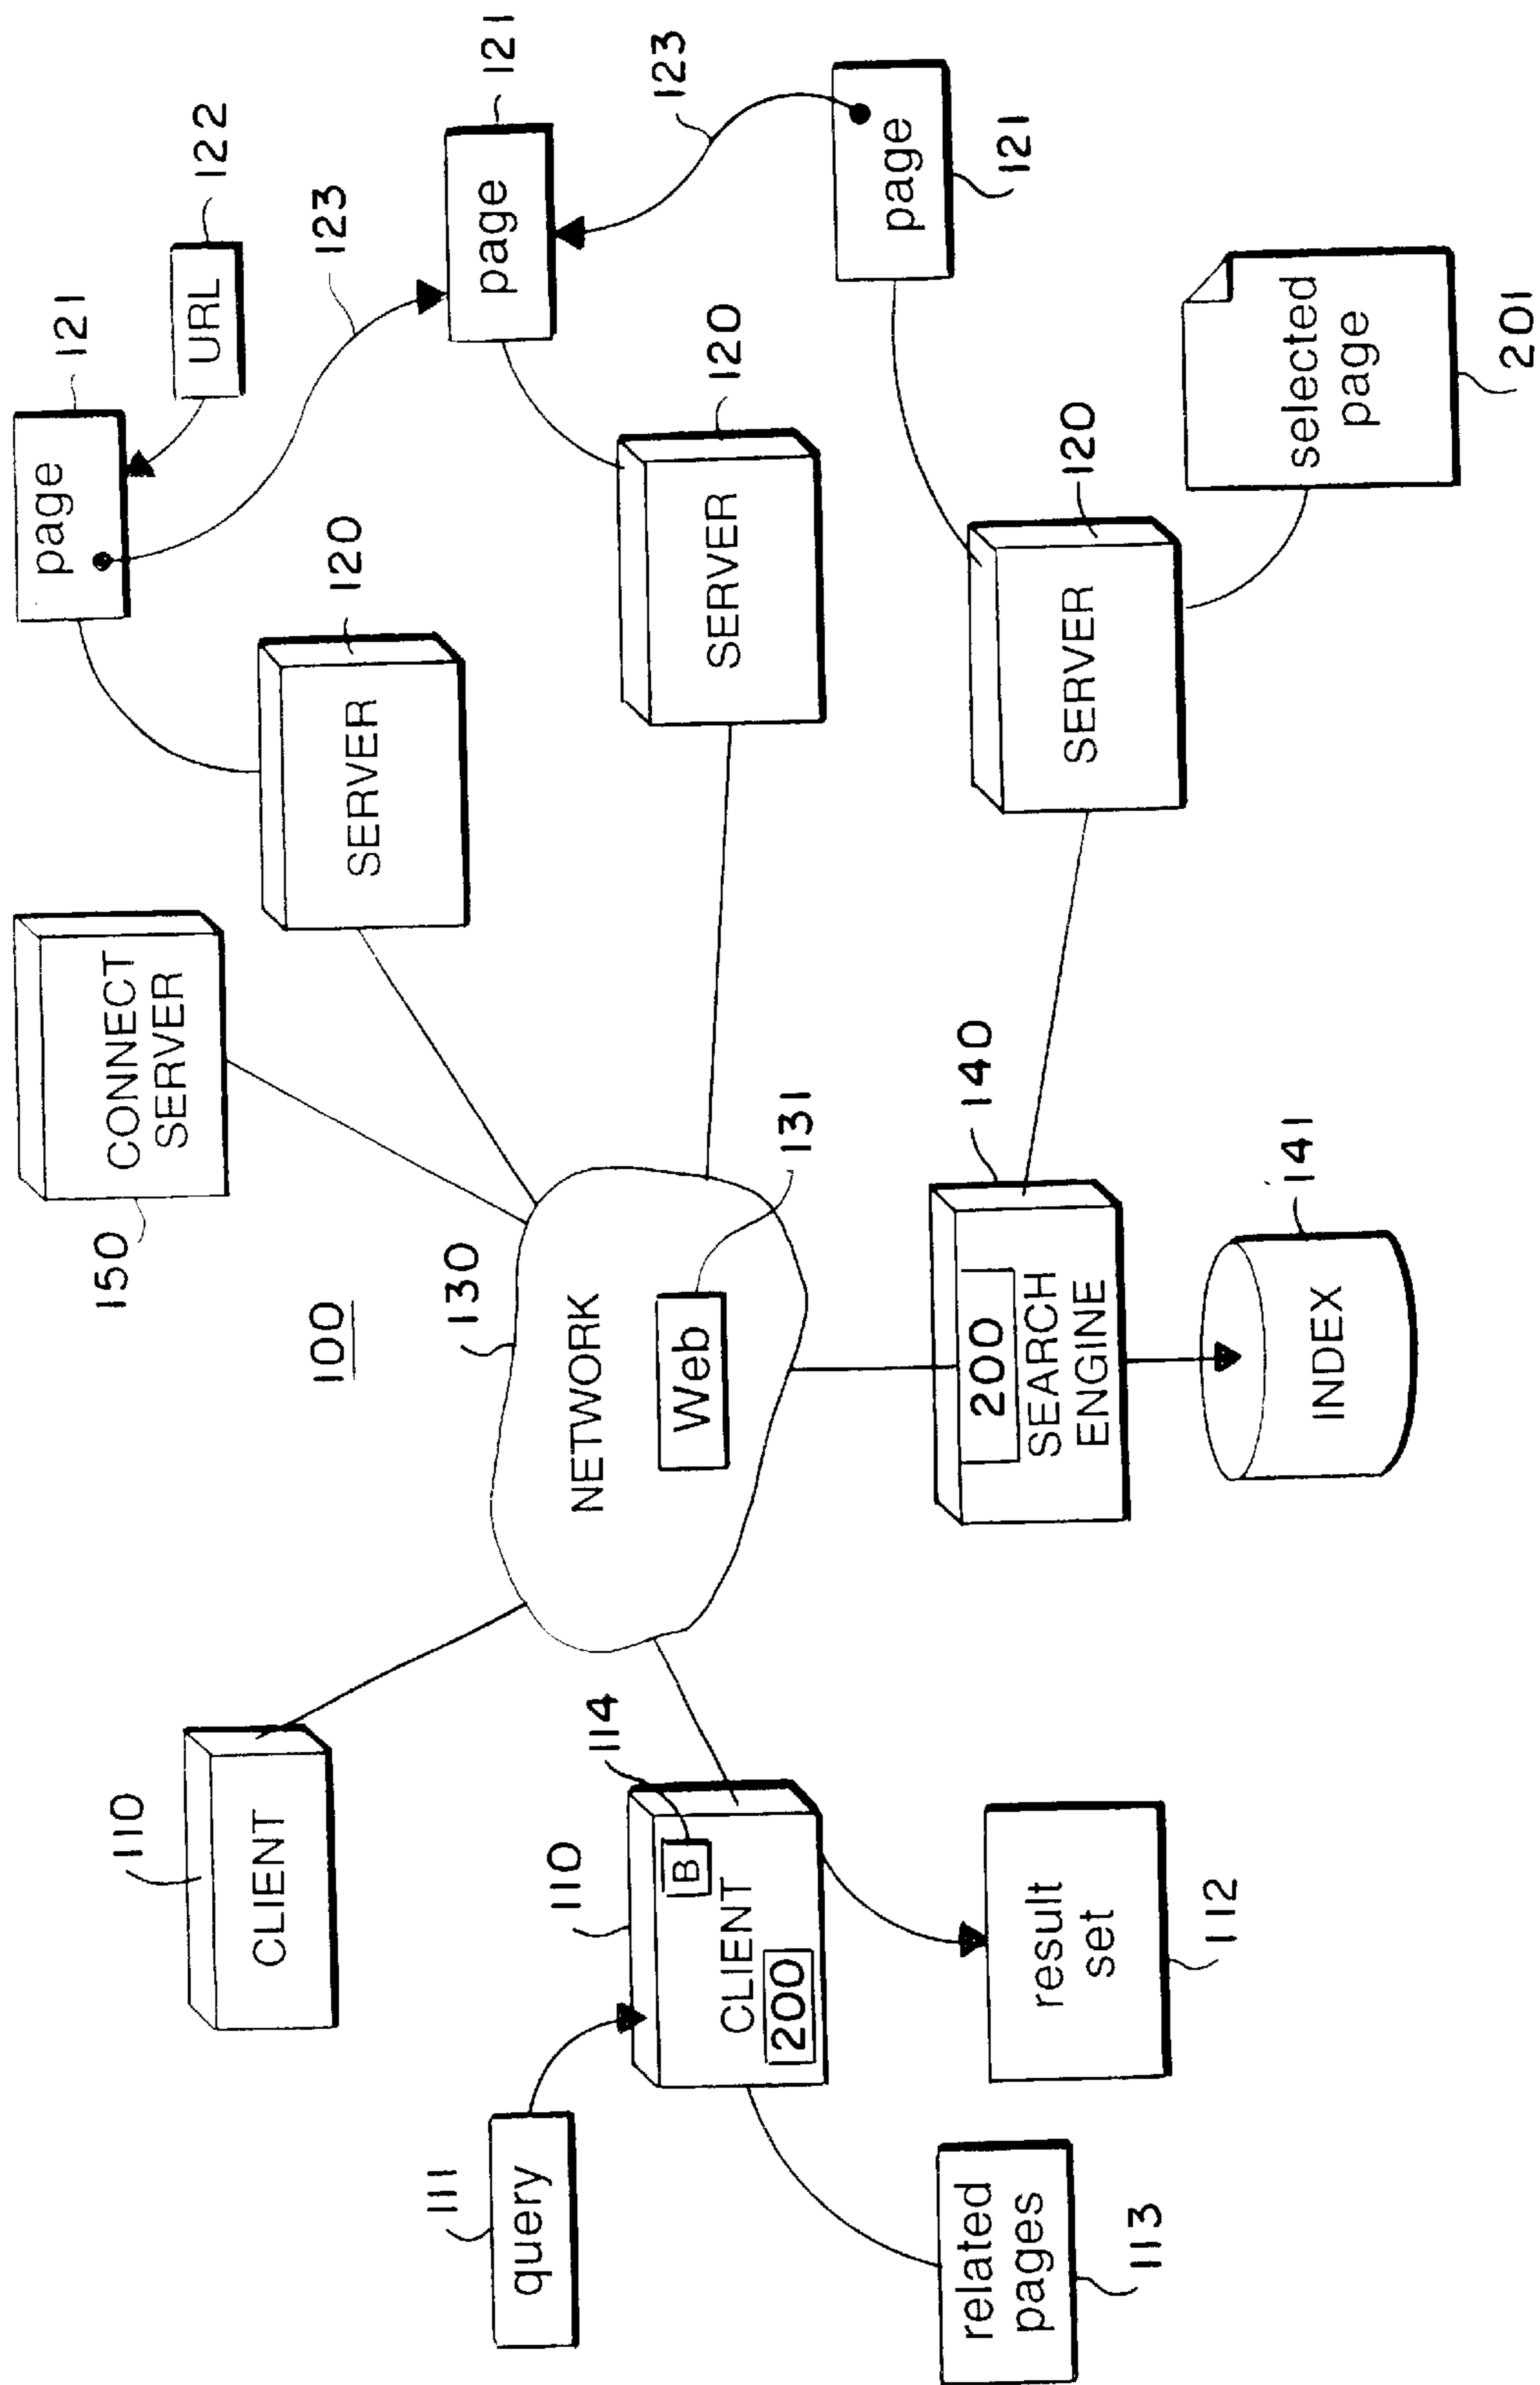 110
CLIENT
111
query
110
114
B
CLIENT
200
related
pages
113
result
set
112
100
130
NETWORK
Web
131
150
CONNECT
SERVER
140
200
SEARCH
ENGINE
INDEX
141
120
SERVER
121
page
URL
122
123
120
SERVER
121
page
123
120
SERVER
page
121
selected
page
201